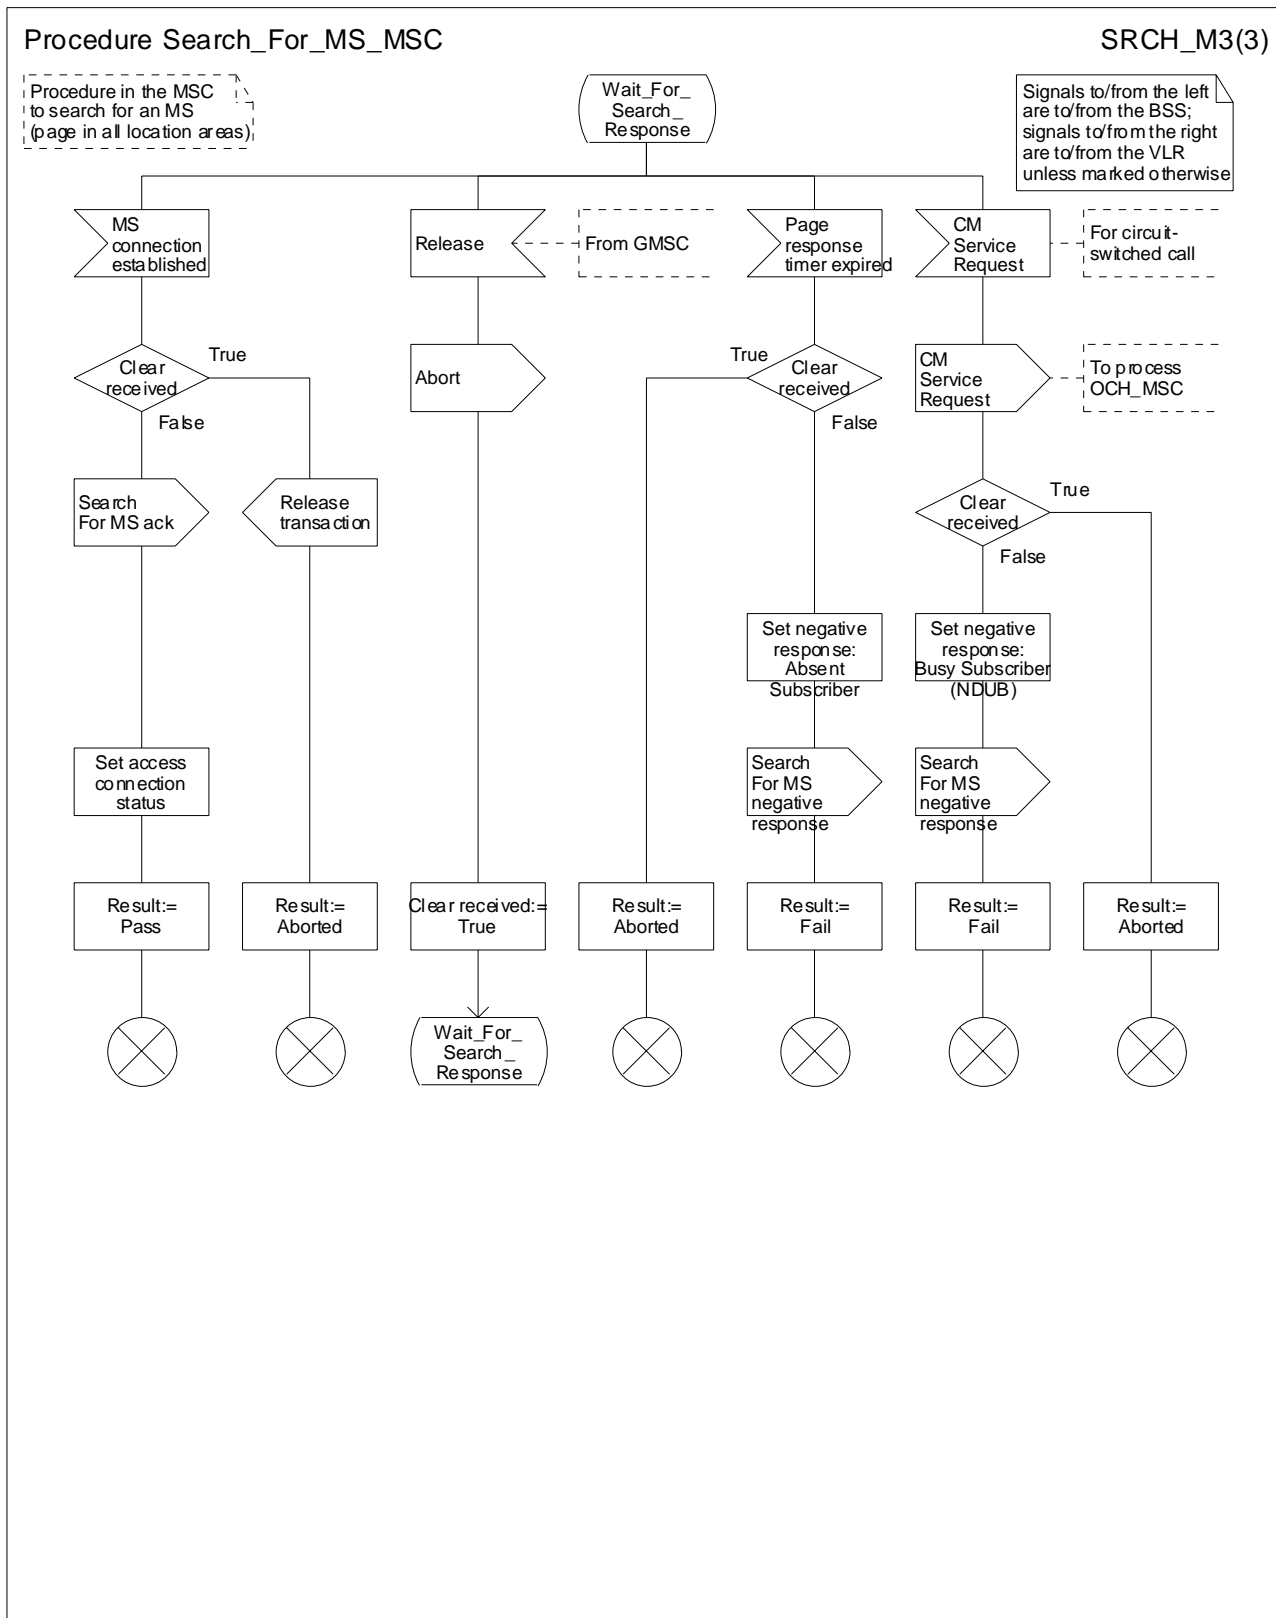 Procedure Search_For_MS_MSC
SRCH_M3(3)
Procedure in the MSC
to search for an MS
(page in all location areas)
Wait_For_
Search_
Response
Signals to/from the left
are to/from the BSS;
signals to/from the right
are to/from the VLR
unless marked otherwise
MS
connection
established
Release
From GMSC
Page
response
timer expired
CM
Service
Request
For circuit-
switched call
Clear
received
True
False
Abort
True
Clear
received
False
CM
Service
Request
To process
OCH_MSC
Search
For MS ack
Release
transaction
Clear
received
True
False
Set negative
response:
Absent
Subscriber
Set negative
response:
Busy Subscriber
(NDUB)
Set access
connection
status
Search
For MS
negative
response
Search
For MS
negative
response
Result:=
Pass
Result:=
Aborted
Clear received:=
True
Result:=
Aborted
Result:=
Fail
Result:=
Fail
Result:=
Aborted
Wait_For_
Search_
Response